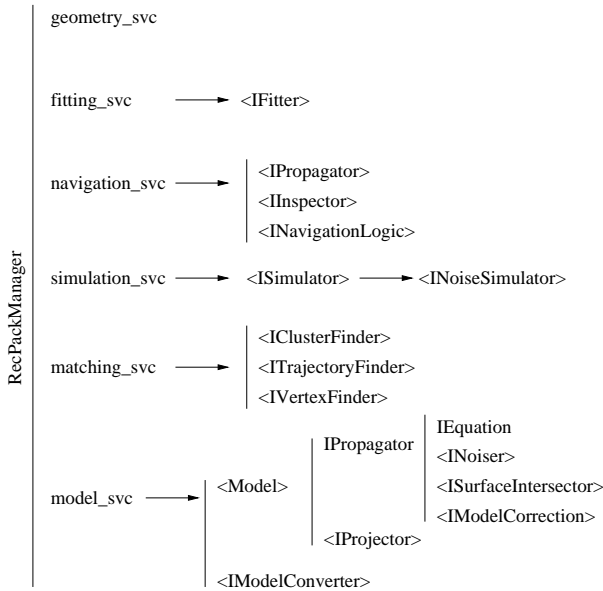 RecPackManager
geometry_svc
fitting_svc
<IFitter>
navigation_svc
<IPropagator>
<IInspector>
<INavigationLogic>
simulation_svc
<ISimulator>
<INoiseSimulator>
matching_svc
<IClusterFinder>
<ITrajectoryFinder>
<IVertexFinder>
model_svc
<Model>
IPropagator
IEquation
<INoiser>
<ISurfaceIntersector>
<IModelCorrection>
<IProjector>
<IModelConverter>